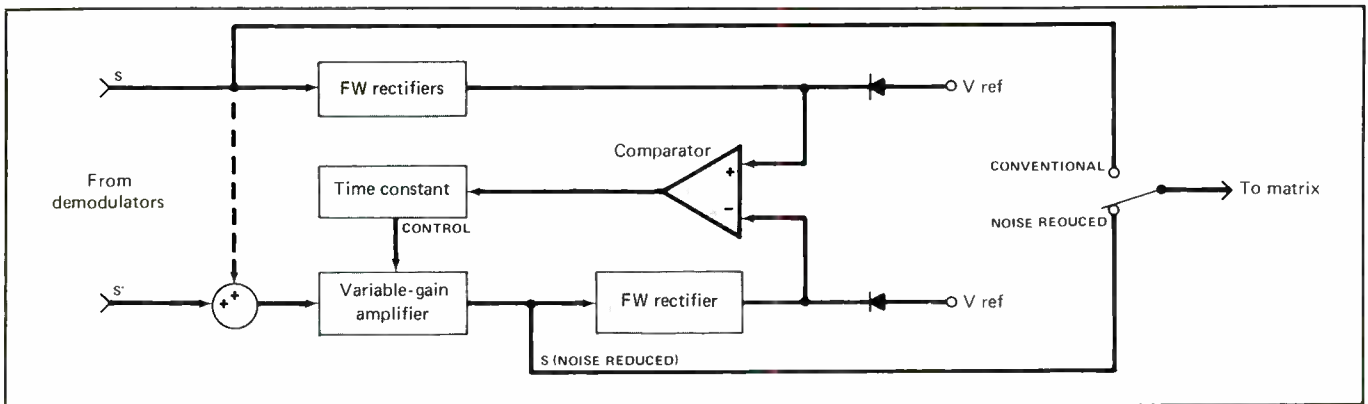 S
FW rectifiers
V ref
Comparator
+
From
demodulators
Time constant
CONVENTIONAL
To matrix
–
NOISE REDUCED
CONTROL
S'
+ +
Variable-gain
amplifier
FW rectifier
V ref
S (NOISE REDUCED)